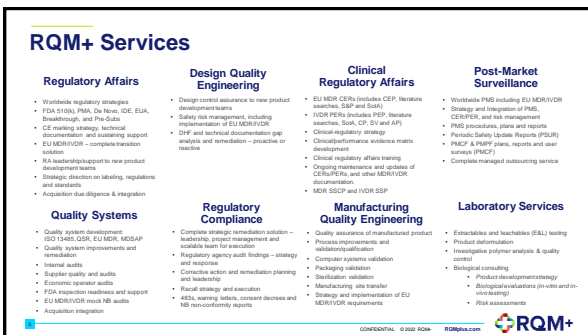 RQM+ Services
Regulatory Affairs
• Worldwide regulatory strategies
• FDA 510(k), PMA, De Novo, IDE, EUA,
Breakthrough, and Pre-Subs
• CE marking strategy, technical
documentation and sustaining support
• EU MDR/IVDR – complete transition
solution
• RA leadership/support to new product
development teams
• Strategic direction on labeling, regulations
and standards
• Acquisition due diligence & integration
Design Quality
Engineering
• Design control assurance to new product
development teams
• Safety risk management, including
implementation of EU MDR/IVDR
• DHF and technical documentation gap
analysis and remediation – proactive or
reactive
Clinical
Regulatory Affairs
• EU MDR CERs (includes CEP, literature
searches, S&P and SotA)
• IVDR PERs (includes PEP, literature
searches, SotA, CP, SV and AP)
• Clinical-regulatory strategy
• Clinical/performance evidence matrix
development
• Clinical regulatory affairs training
• Ongoing maintenance and updates of
CERs/PERs, and other MDR/IVDR
documentation.
• MDR SSCP and IVDR SSP
Post-Market
Surveillance
• Worldwide PMS including EU MDR/IVDR
• Strategy and Integration of PMS,
CER/PER, and risk management
• PMS procedures, plans and reports
• Periodic Safety Update Reports (PSUR)
• PMCF & PMPF plans, reports and user
surveys (PMCF)
• Complete managed outsourcing service
Quality Systems
• Quality system development:
ISO 13485, QSR, EU MDR, MDSAP
• Quality system improvements and
remediation
• Internal audits
• Supplier quality and audits
• Economic operator audits
• FDA inspection readiness and support
• EU MDR/IVDR mock NB audits
• Acquisition integration
Regulatory
Compliance
• Complete strategic remediation solution –
leadership, project management and
scalable team for execution
• Regulatory agency audit findings – strategy
and response
• Corrective action and remediation planning
and leadership
• Recall strategy and execution
• 483s, warning letters, consent decrees and
NB non-conformity reports
Manufacturing
Quality Engineering
• Quality assurance of manufactured product
• Process improvements and
validation/qualification
• Computer systems validation
• Packaging validation
• Sterilization validation
• Manufacturing site transfer
• Strategy and implementation of EU
MDR/IVDR requirements
Laboratory Services
• Extractables and leachables (E&L) testing
• Product deformulation
• Investigative polymer analysis & quality
control
• Biological consulting
• Product development strategy
• Biological evaluations (in-vitro and in-
vivo testing)
• Risk assessments
CONFIDENTIAL © 2022 RQM+ RQMplus.com
RQM+